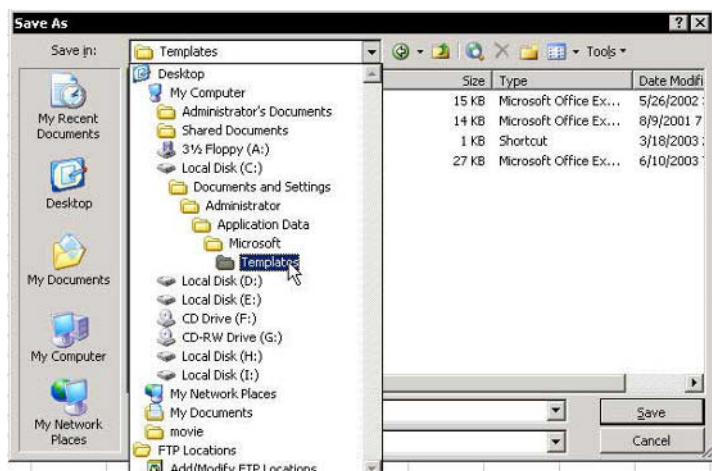 Save As
Save in:
Templates
Tools
Desktop
My Computer
Administrator's Documents
Shared Documents
3½ Floppy (A:)
Local Disk (C:)
Documents and Settings
Administrator
Application Data
Microsoft
Templates
Local Disk (D:)
Local Disk (E:)
CD Drive (F:)
CD-RW Drive (G:)
Local Disk (H:)
Local Disk (I:)
My Network Places
My Documents
movie
FTP Locations
Add/Modify FTP Locations
Size Type Date Modifi
15 KB Microsoft Office Ex... 5/26/2002
14 KB Microsoft Office Ex... 8/9/2001 7
1 KB Shortcut 3/18/2003
27 KB Microsoft Office Ex... 6/10/2003
My Recent
Documents
Desktop
My Documents
My Computer
My Network
Places
Save
Cancel